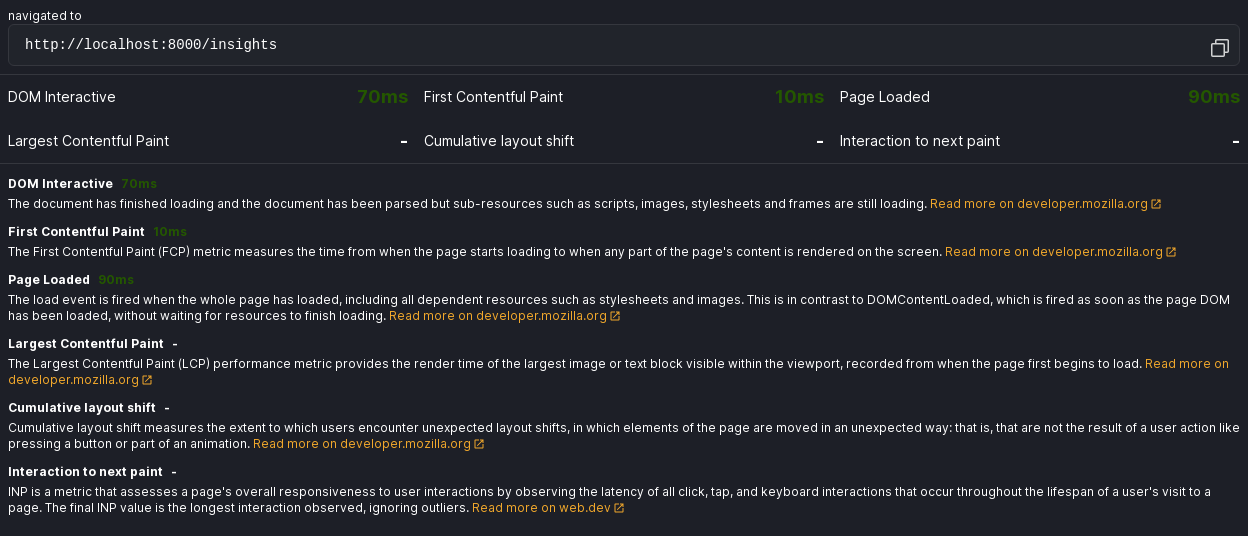 navigated to
http://localhost:8000/insights
DOM Interactive 70ms First Contentful Paint 10ms Page Loaded 90ms
Largest Contentful Paint - Cumulative layout shift - Interaction to next paint -
DOM Interactive 70ms
The document has finished loading and the document has been parsed but sub-resources such as scripts, images, stylesheets and frames are still loading. Read more on developer.mozilla.org
First Contentful Paint 10ms
The First Contentful Paint (FCP) metric measures the time from when the page starts loading to when any part of the page's content is rendered on the screen. Read more on developer.mozilla.org
Page Loaded 90ms
The load event is fired when the whole page has loaded, including all dependent resources such as stylesheets and images. This is in contrast to DOMContentLoaded, which is fired as soon as the page DOM
has been loaded, without waiting for resources to finish loading. Read more on developer.mozilla.org
Largest Contentful Paint -
The Largest Contentful Paint (LCP) performance metric provides the render time of the largest image or text block visible within the viewport, recorded from when the page first begins to load. Read more on
developer.mozilla.org
Cumulative layout shift -
Cumulative layout shift measures the extent to which users encounter unexpected layout shifts, in which elements of the page are moved in an unexpected way: that is, that are not the result of a user action like
pressing a button or part of an animation. Read more on developer.mozilla.org
Interaction to next paint -
INP is a metric that assesses a page's overall responsiveness to user interactions by observing the latency of all click, tap, and keyboard interactions that occur throughout the lifespan of a user's visit to a
page. The final INP value is the longest interaction observed, ignoring outliers. Read more on web.dev